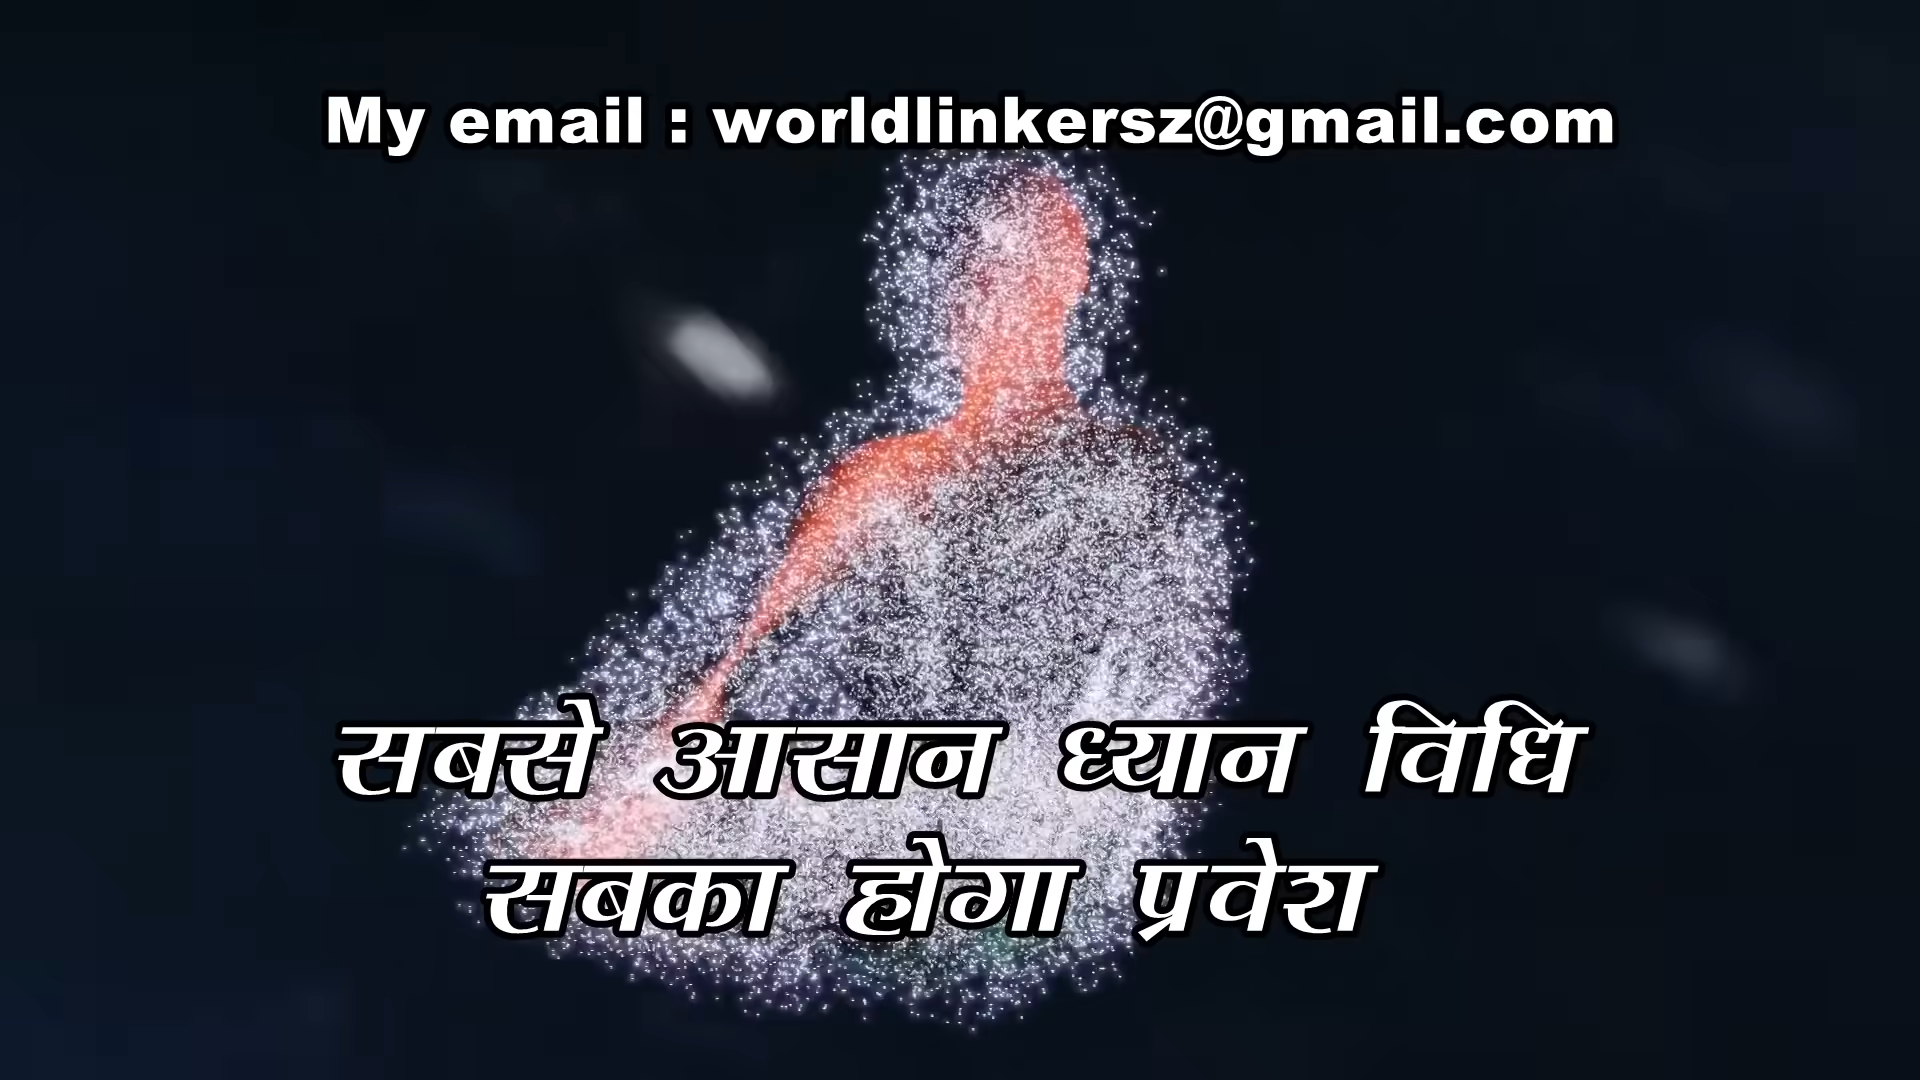 My email : worldlinkersz@gmail.com
सबसे आसान ध्यान विधि
सबका होगा प्रवेश